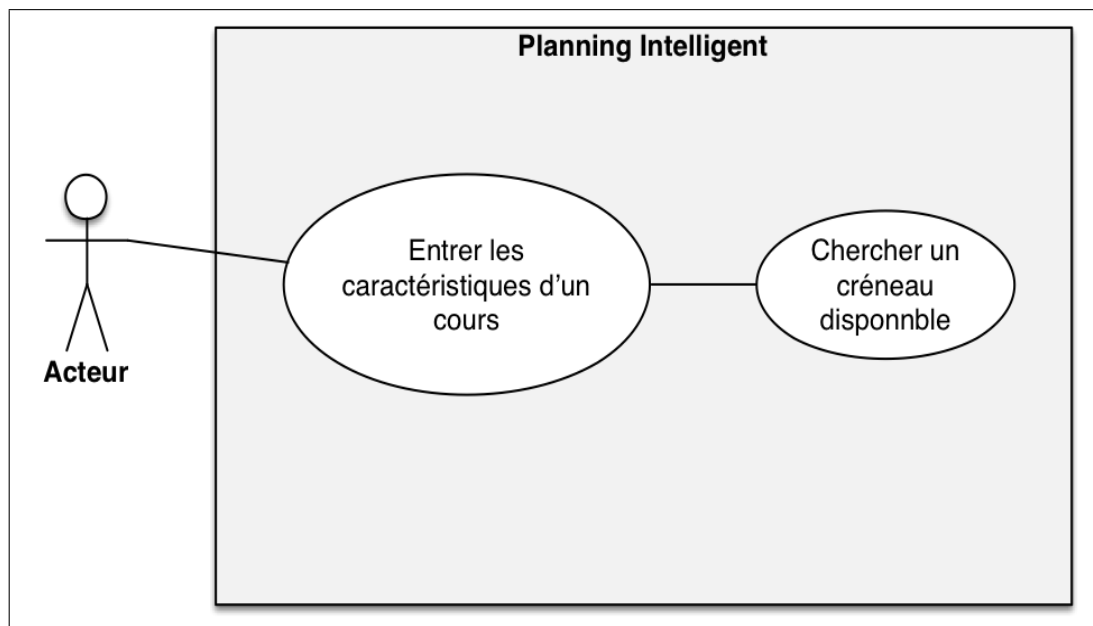 Planning Intelligent
Entrer les
caractéristiques d'un
cours
Chercher un
créneau
disponnble
Acteur